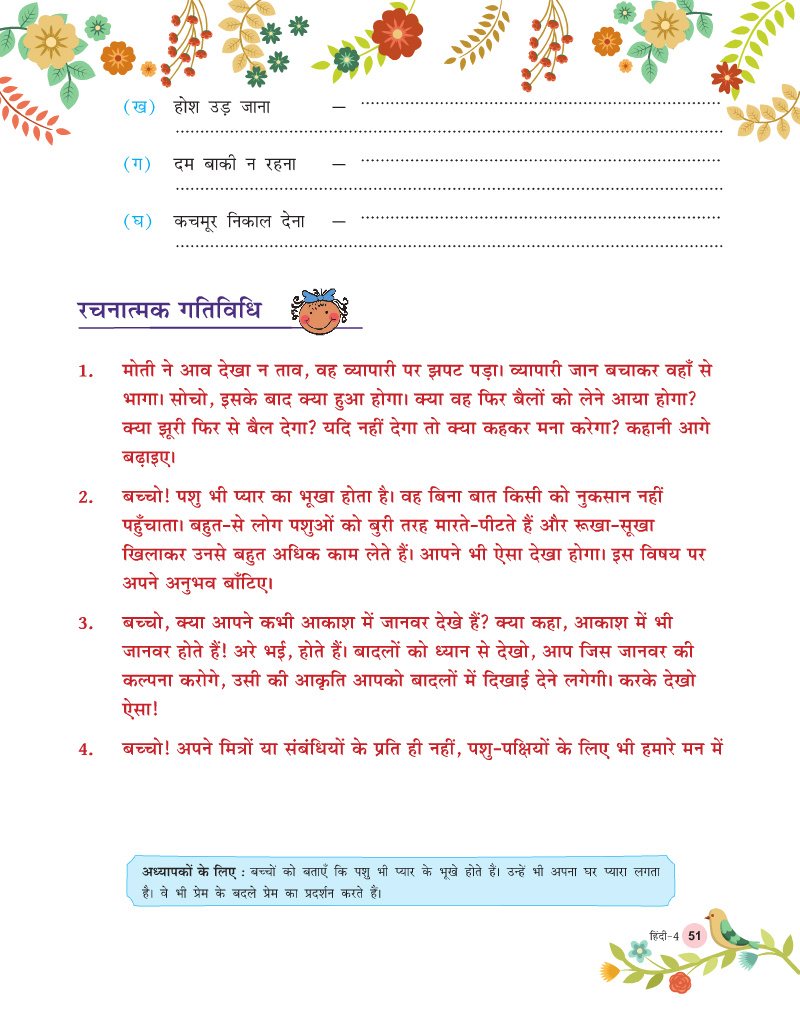 (ख) होश उड़ जाना –
(ग) दम बाकी न रहना –
(घ) कचमूर निकाल देना –
रचनात्मक गतिविधि
1. मोती ने आव देखा न ताव, वह व्यापारी पर झपट पड़ा। व्यापारी जान बचाकर वहाँ से
भागा। सोचो, इसके बाद क्या हुआ होगा। क्या वह फिर बैलों को लेने आया होगा?
क्या झूरी फिर से बैल देगा? यदि नहीं देगा तो क्या कहकर मना करेगा? कहानी आगे
बढ़ाइए।
2. बच्चो! पशु भी प्यार का भूखा होता है। वह बिना बात किसी को नुकसान नहीं
पहुँचाता। बहुत-से लोग पशुओं को बुरी तरह मारते-पीटते हैं और रूखा-सूखा
खिलाकर उनसे बहुत अधिक काम लेते हैं। आपने भी ऐसा देखा होगा। इस विषय पर
अपने अनुभव बाँटिए।
3. बच्चो, क्या आपने कभी आकाश में जानवर देखे हैं? क्या कहा, आकाश में भी
जानवर होते हैं! अरे भई, होते हैं। बादलों को ध्यान से देखो, आप जिस जानवर की
कल्पना करोगे, उसी की आकृति आपको बादलों में दिखाई देने लगेगी। करके देखो
ऐसा!
4. बच्चो! अपने मित्रों या संबंधियों के प्रति ही नहीं, पशु-पक्षियों के लिए भी हमारे मन में
अध्यापकों के लिए : बच्चों को बताएँ कि पशु भी प्यार के भूखे होते हैं। उन्हें भी अपना घर प्यारा लगता
है। वे भी प्रेम के बदले प्रेम का प्रदर्शन करते हैं।
हिंदी-4 51